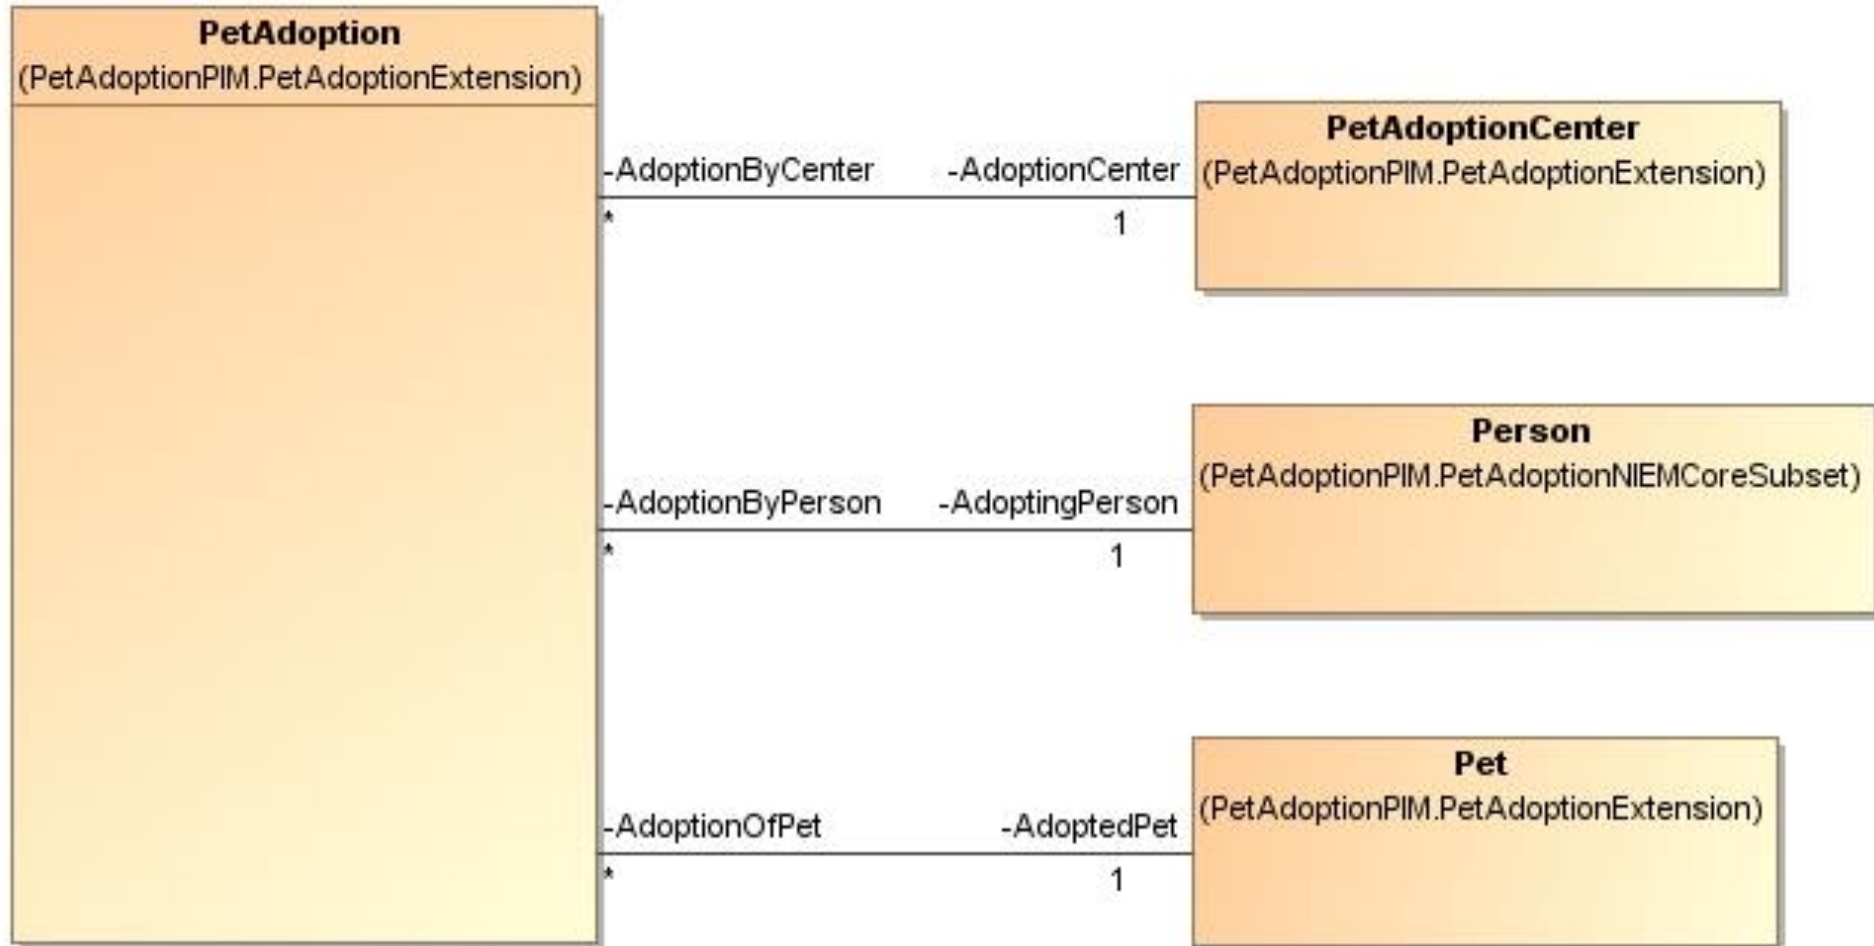 PetAdoption
(PetAdoptionPIM.PetAdoptionExtension)
PetAdoptionCenter
(PetAdoptionPIM.PetAdoptionExtension)
-AdoptionByCenter
-AdoptionCenter
*
1
Person
(PetAdoptionPIM.PetAdoptionNIEMCoreSubset)
-AdoptionByPerson
-AdoptingPerson
*
1
Pet
(PetAdoptionPIM.PetAdoptionExtension)
-AdoptionOfPet
-AdoptedPet
*
1